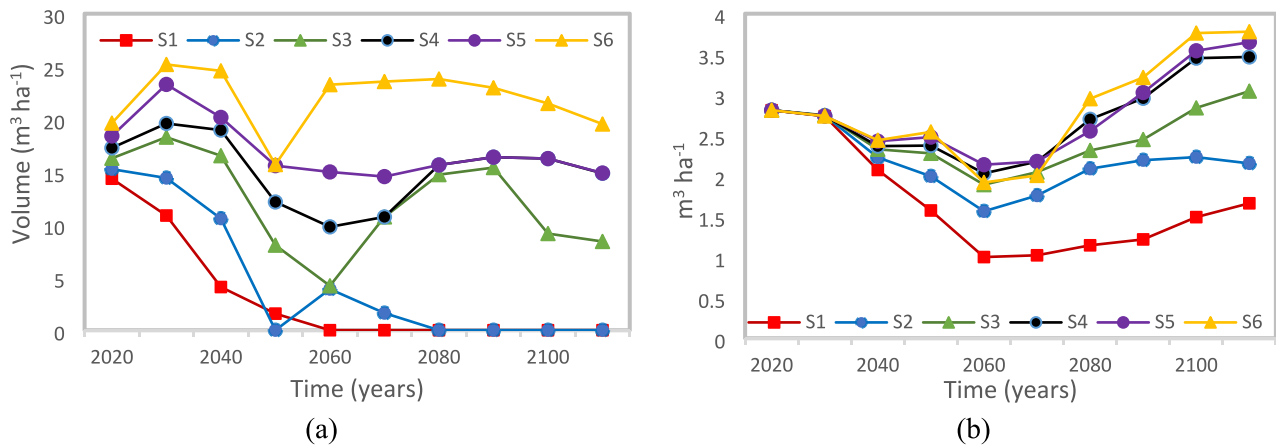 30
25
20
15
10
5
0
Volume (m³ ha⁻¹)
S1 S2 S3 S4 S5 S6
2020 2040 2060 2080 2100
Time (years)
(a)
4
3.5
3
2.5
2
1.5
1
0.5
0
m³ ha⁻¹
S1 S2 S3 S4 S5 S6
2020 2040 2060 2080 2100
Time (years)
(b)